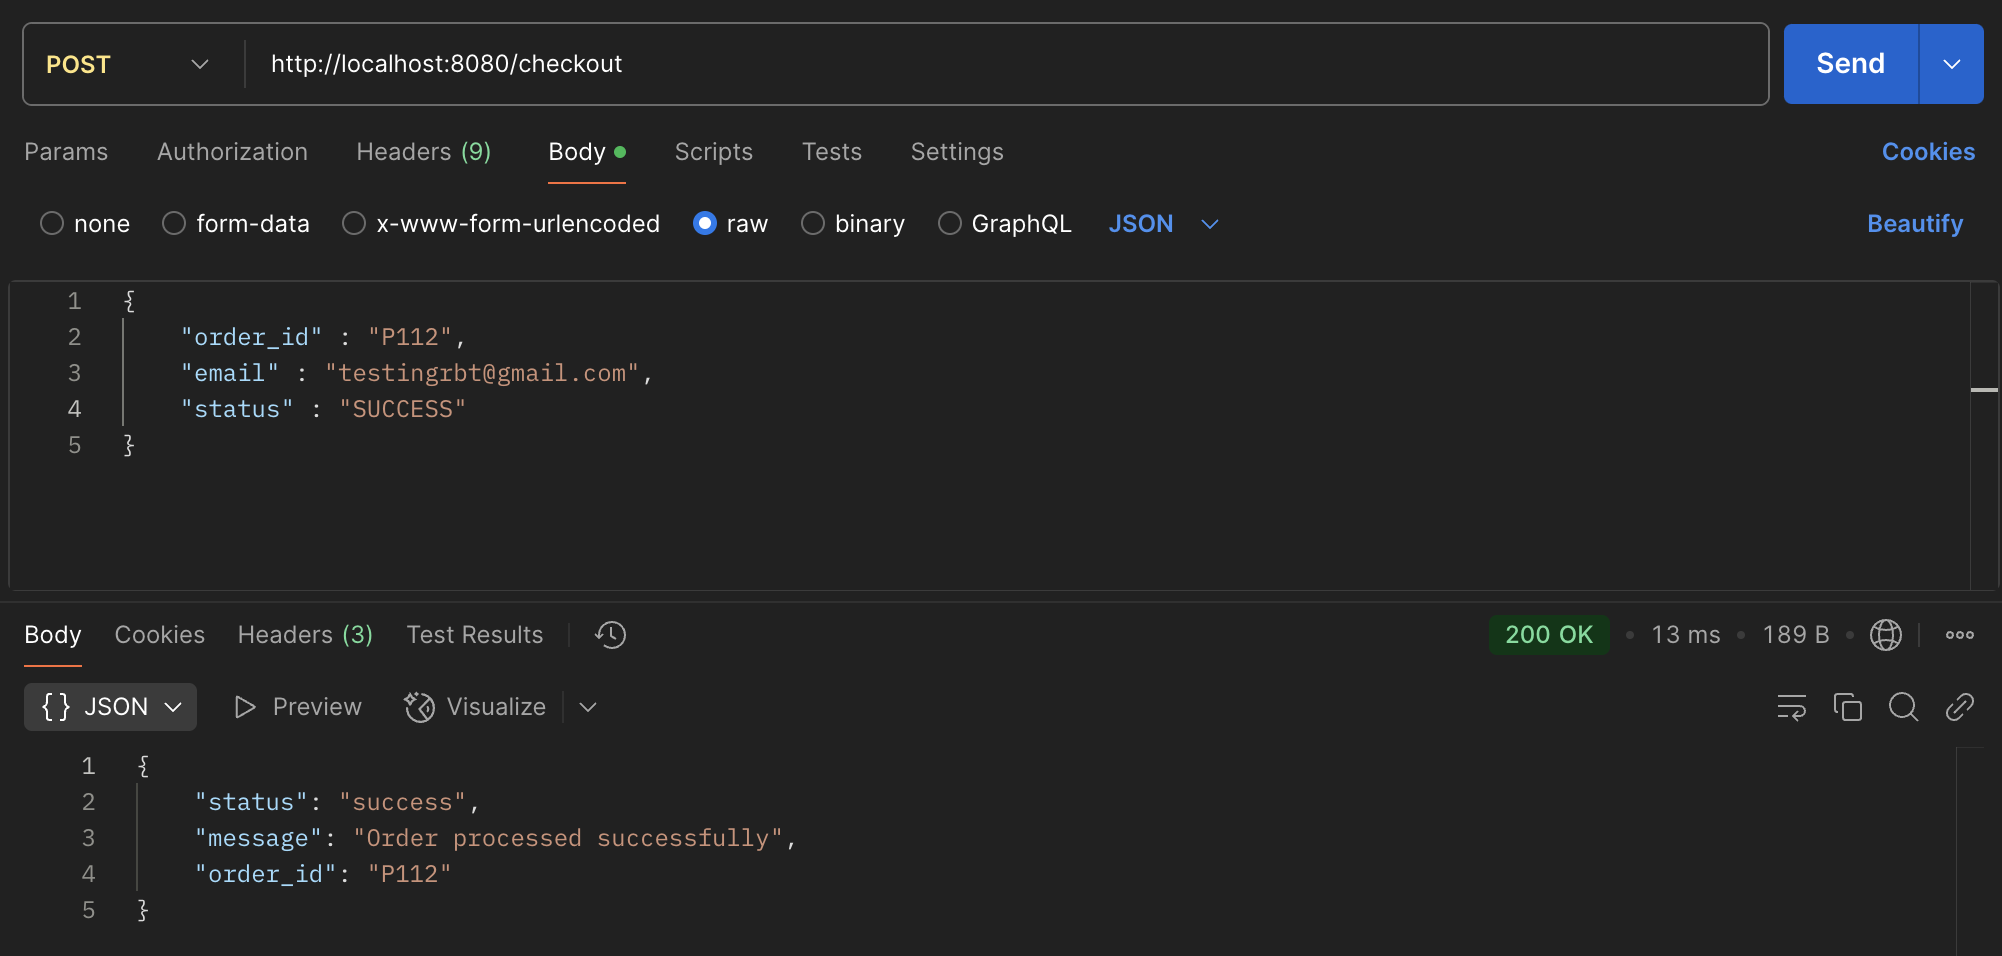 POST http://localhost:8080/checkout Send
Params Authorization Headers (9) Body Scripts Tests Settings Cookies
none form-data x-www-form-urlencoded raw binary GraphQL JSON Beautify
1 {
2 "order_id" : "P112",
3 "email" : "testingrbt@gmail.com",
4 "status" : "SUCCESS"
5 }
Body Cookies Headers (3) Test Results 200 OK • 13 ms • 189 B •
{} JSON Preview Visualize
1 {
2 "status": "success",
3 "message": "Order processed successfully",
4 "order_id": "P112"
5 }